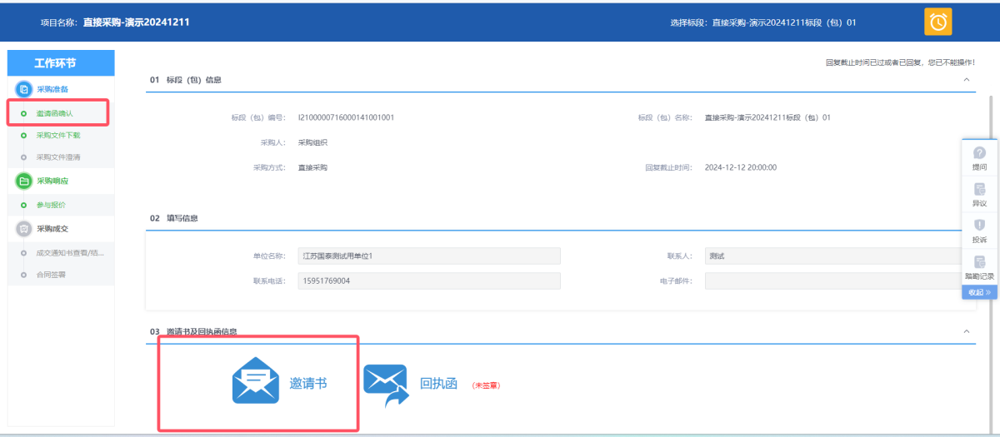 项目名称：直接采购-演示20241211
选择标段：直接采购-演示20241211标段（包）01
工作环节
采购准备
邀请函确认
采购文件下载
采购文件澄清
采购响应
参与报价
采购成交
成交通知书查看/结...
合同签署
回复截止时间已过或者已回复，您已不能操作！
01 标段（包）信息
标段（包）编号： I2100000716000141001001
标段（包）名称： 直接采购-演示20241211标段（包）01
采购人： 采购组织
采购方式： 直接采购
回复截止时间： 2024-12-12 20:00:00
02 填写信息
单位名称： 江苏国泰测试用单位1
联系人： 测试
联系电话： 15951769004
电子邮件：
03 邀请书及回执函信息
邀请书
回执函 （未签章）
提问
异议
投诉
踏勘记录
收起 »